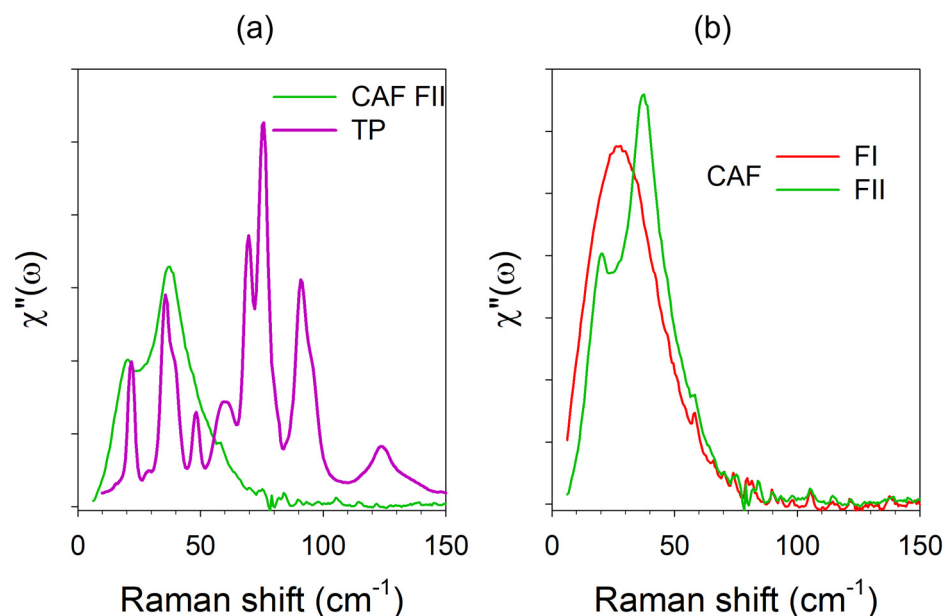 (a)
CAF FII
TP
χ"(ω)
0
50
100
150
Raman shift (cm⁻¹)
(b)
CAF
FI
FII
χ"(ω)
0
50
100
150
Raman shift (cm⁻¹)